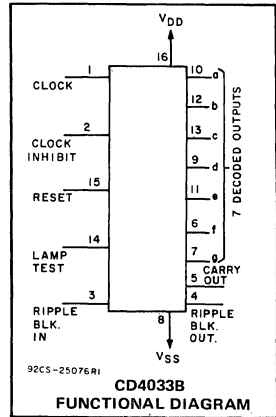 VDD
16
1
CLOCK
2
CLOCK
INHIBIT
15
RESET
14
LAMP
TEST
3
RIPPLE
BLK.
IN
10 a
12 b
13 c
9 d
11 e
6 f
7 g
7 DECODED OUTPUTS
CARRY
5 OUT
4
RIPPLE
BLK.
OUT.
8
VSS
92CS-25076R1
CD4033B
FUNCTIONAL DIAGRAM